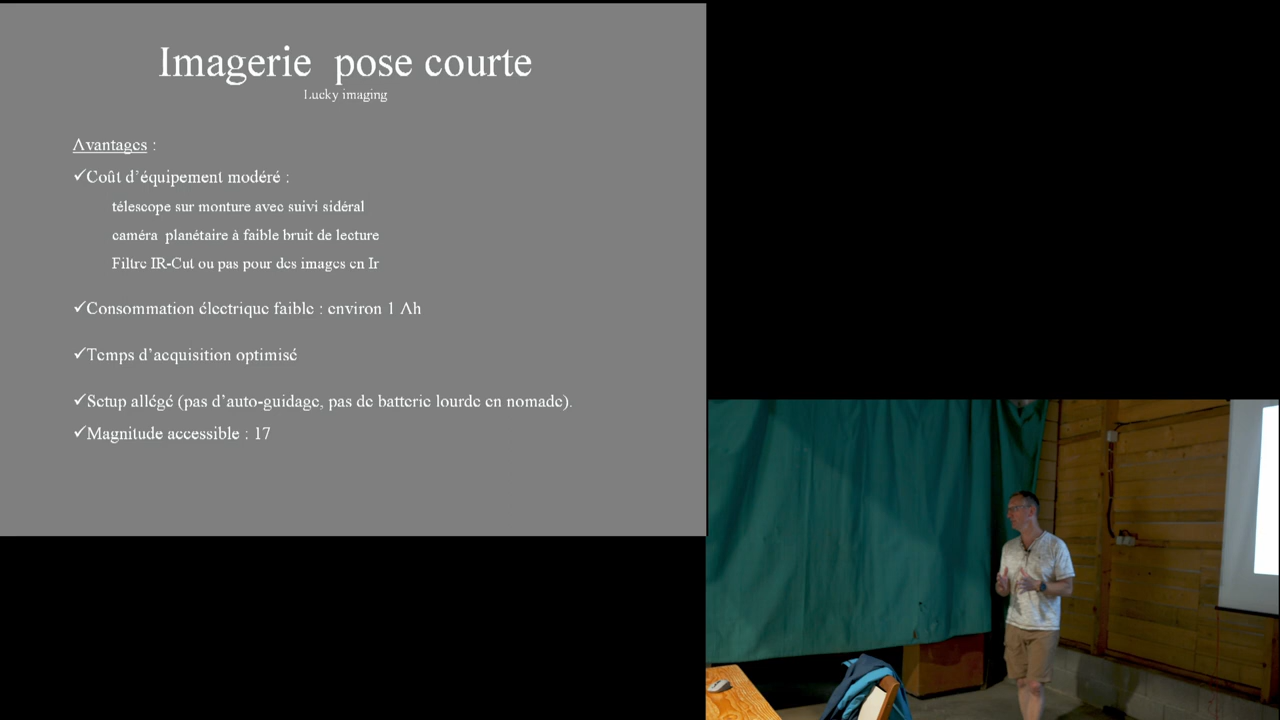 Imagerie pose courte
Lucky imaging
Avantages :
✓Coût d’équipement modéré :
télescope sur monture avec suivi sidéral
caméra planétaire à faible bruit de lecture
Filtre IR-Cut ou pas pour des images en Ir
✓Consommation électrique faible : environ 1 Ah
✓Temps d’acquisition optimisé
✓Setup allégé (pas d’auto-guidage, pas de batterie lourde en nomade).
✓Magnitude accessible : 17